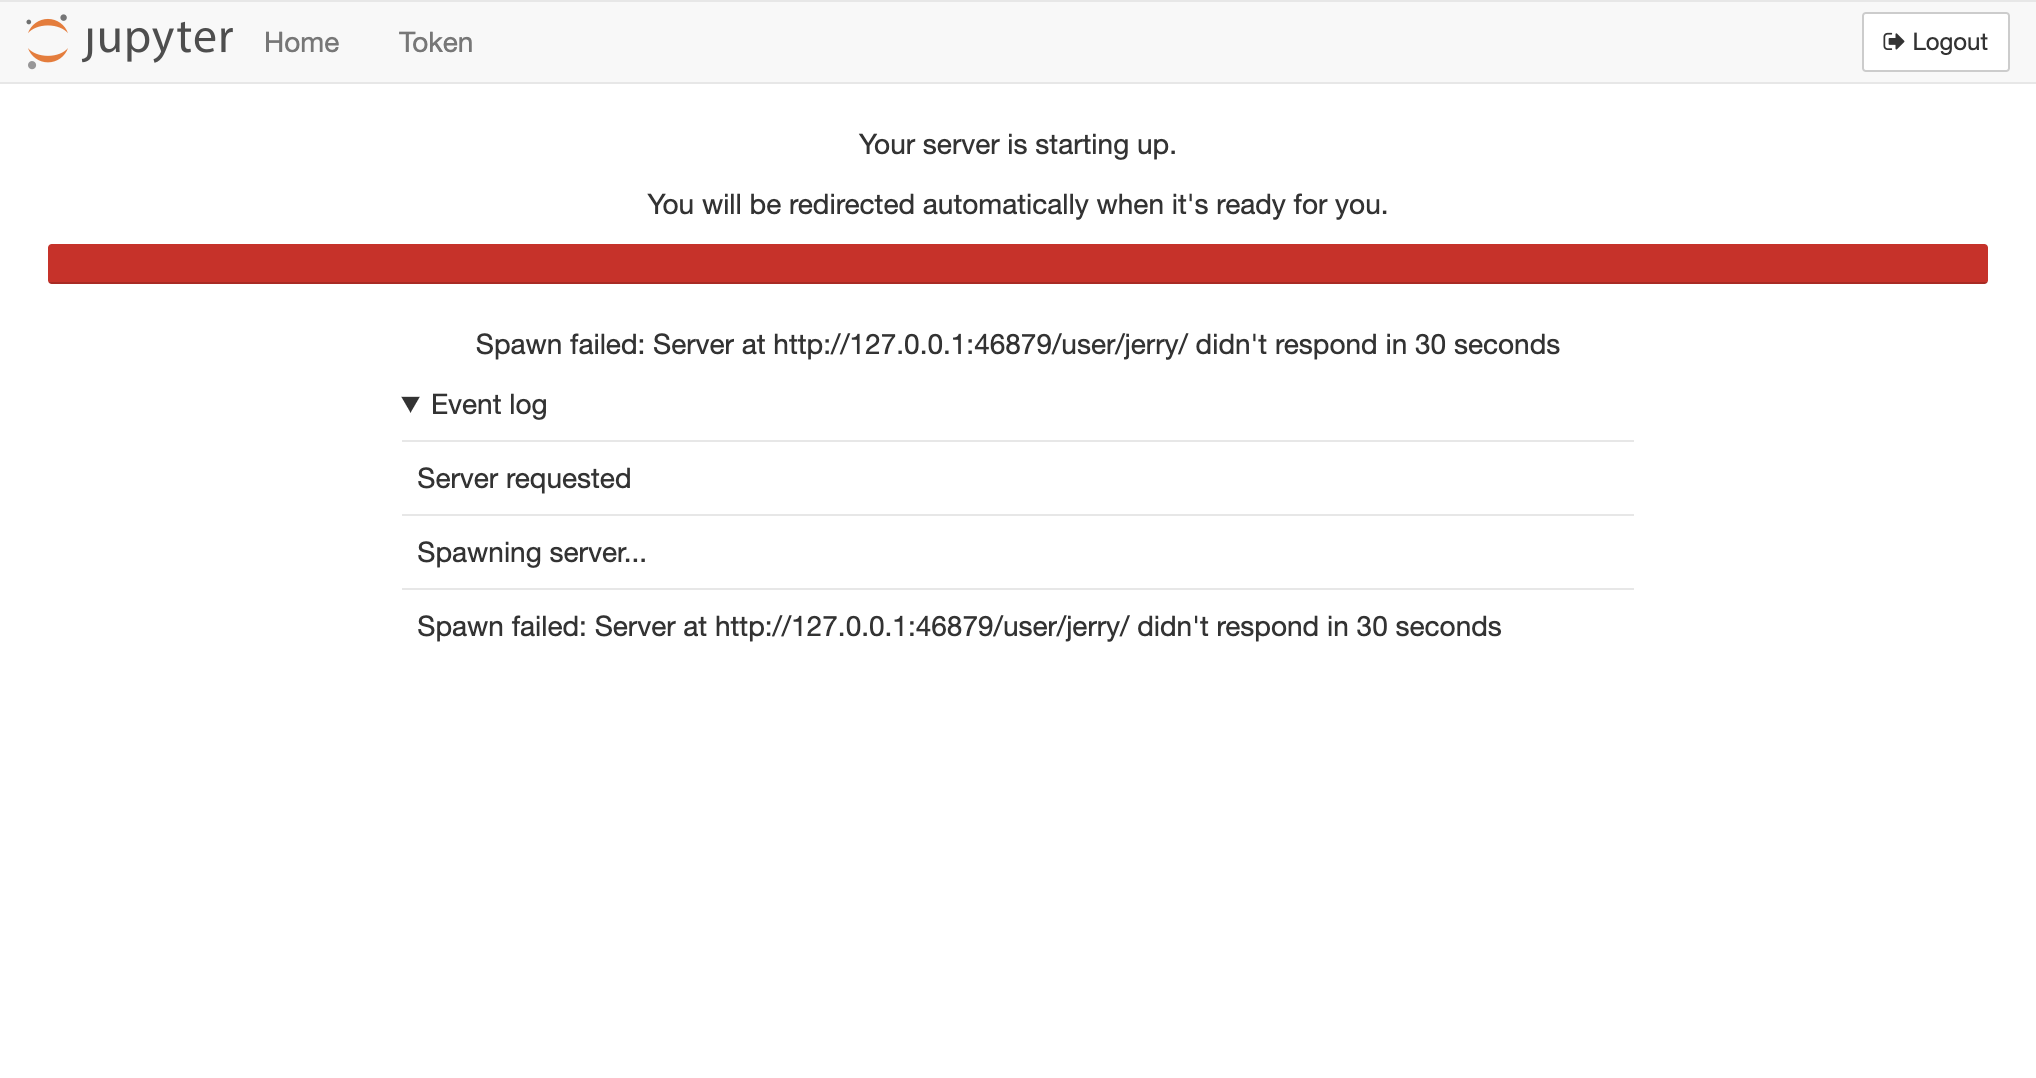 jupyter Home Token Logout
Your server is starting up.
You will be redirected automatically when it's ready for you.
Spawn failed: Server at http://127.0.0.1:46879/user/jerry/ didn't respond in 30 seconds
Event log
Server requested
Spawning server...
Spawn failed: Server at http://127.0.0.1:46879/user/jerry/ didn't respond in 30 seconds